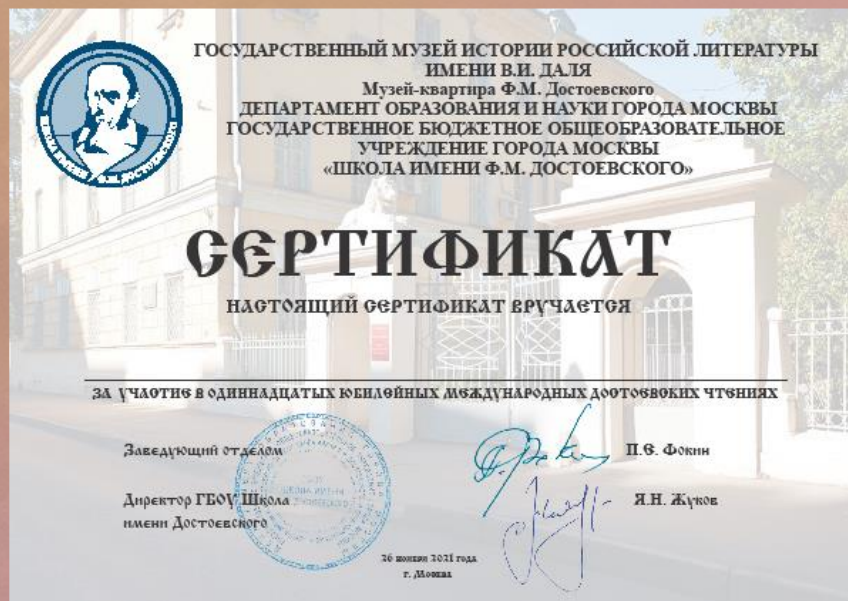 ГОСУДАРСТВЕННЫЙ МУЗЕЙ ИСТОРИИ РОССИЙСКОЙ ЛИТЕРАТУРЫ
ИМЕНИ В.И. ДАЛЯ
Музей-квартира Ф.М. Достоевского
ДЕПАРТАМЕНТ ОБРАЗОВАНИЯ И НАУКИ ГОРОДА МОСКВЫ
ГОСУДАРСТВЕННОЕ БЮДЖЕТНОЕ ОБЩЕОБРАЗОВАТЕЛЬНОЕ
УЧРЕЖДЕНИЕ ГОРОДА МОСКВЫ
«ШКОЛА ИМЕНИ Ф.М. ДОСТОЕВСКОГО»
СЕРТИФИКАТ
НАСТОЯЩИЙ СЕРТИФИКАТ ВРУЧАЕТСЯ
ЗА УЧАСТИЕ В ОДИННАДЦАТЫХ ЮБИЛЕЙНЫХ МЕЖДУНАРОДНЫХ ДОСТОЕВСКИХ ЧТЕНИЯХ
Заведующий отделом
П.Е. Фокин
Директор ГБОУ Школа
имени Достоевского
Я.Н. Жуков
ШКОЛА ИМЕНИ
26 ноября 2021 года
г. Москва